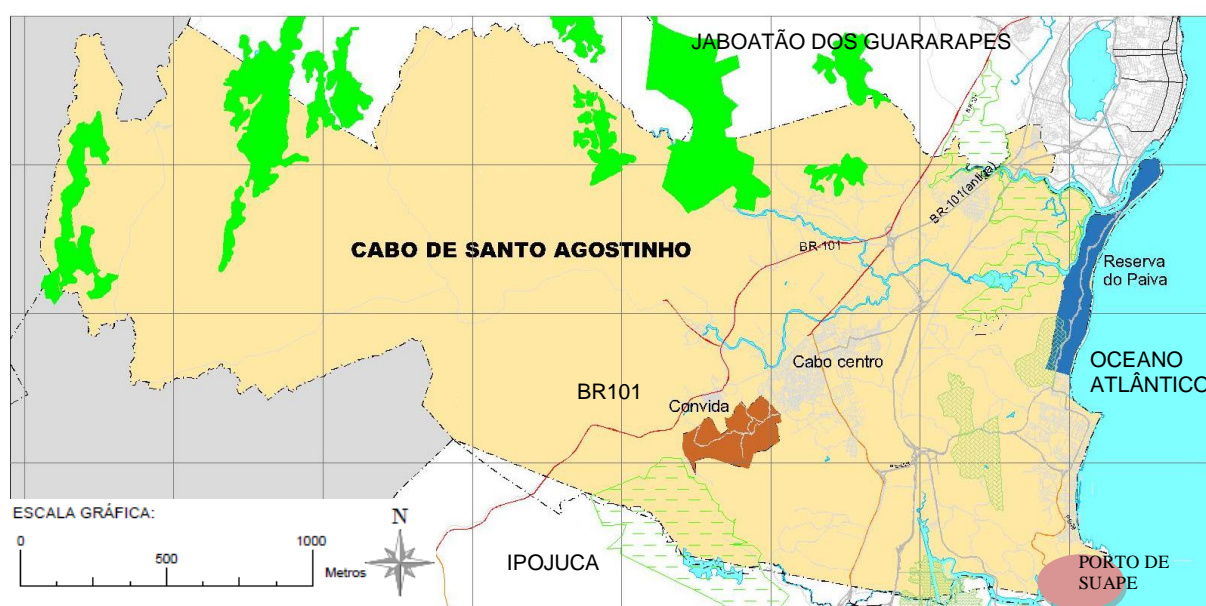 JABOATÃO DOS GUARARAPES
BR-101(antiga)
CABO DE SANTO AGOSTINHO
BR-101
Reserva
do Paiva
Cabo centro
OCEANO
ATLÂNTICO
BR101
Convida
ESCALA GRÁFICA:
0
500
1000
Metros
N
IPOJUCA
PORTO DE
SUAPE